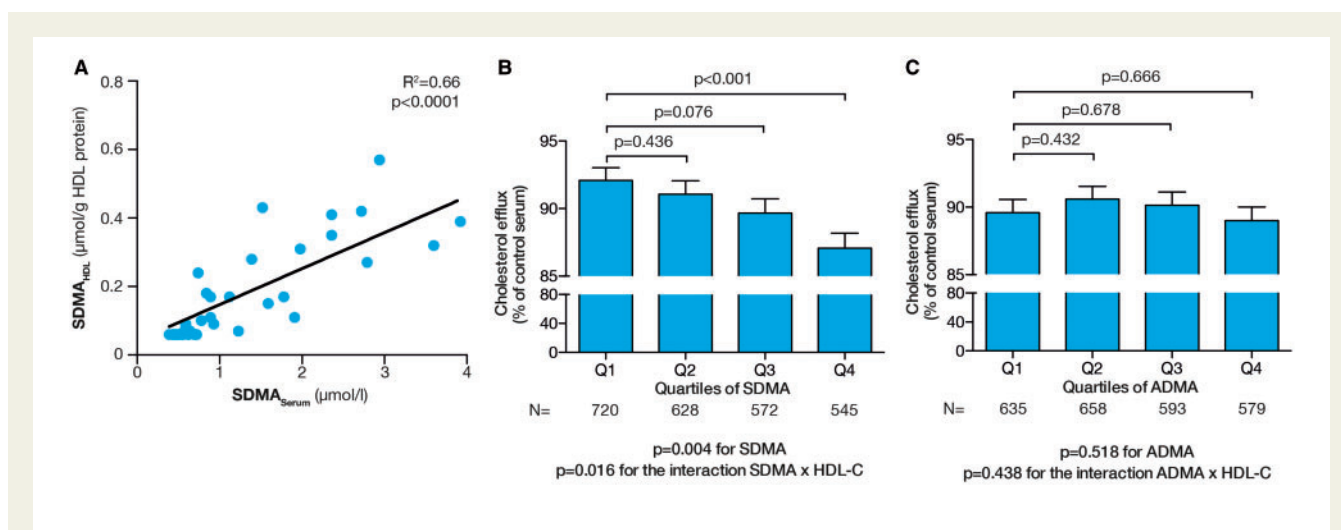 A
R²=0.66
p<0.0001
0.8
0.6
0.4
0.2
0
SDMA_HDL (µmol/g HDL protein)
0 1 2 3 4
SDMA_Serum (µmol/l)
B
p<0.001
p=0.076
p=0.436
95
90
85
80
40
0
Cholesterol efflux
(% of control serum)
Q1 Q2 Q3 Q4
Quartiles of SDMA
N= 720 628 572 545
p=0.004 for SDMA
p=0.016 for the interaction SDMA x HDL-C
C
p=0.666
p=0.678
p=0.432
95
90
85
80
40
0
Cholesterol efflux
(% of control serum)
Q1 Q2 Q3 Q4
Quartiles of ADMA
N= 635 658 593 579
p=0.518 for ADMA
p=0.438 for the interaction ADMA x HDL-C